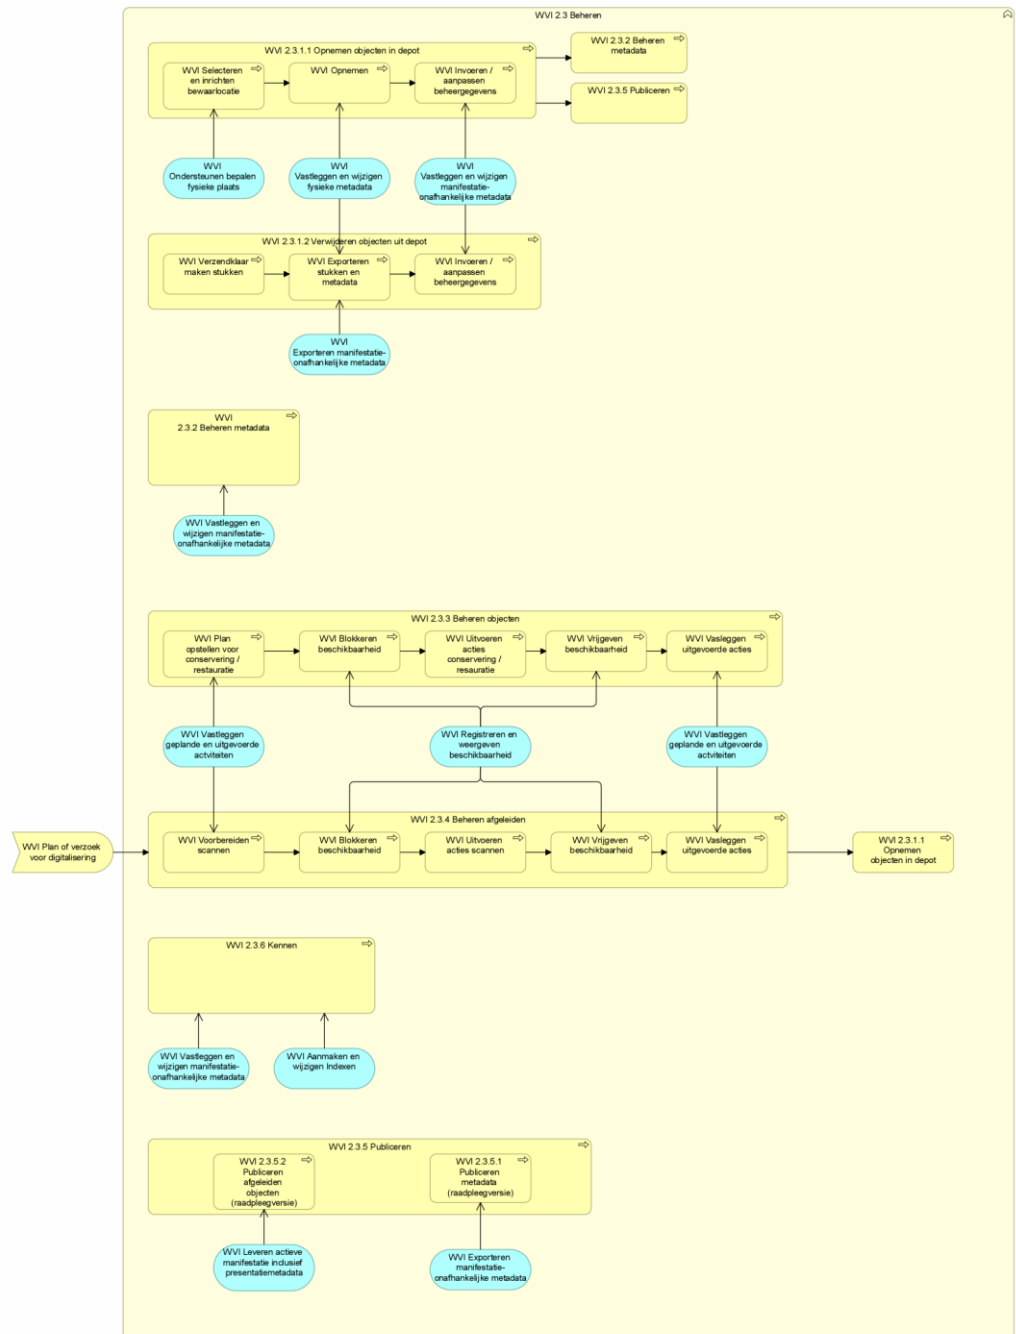 WVI 2.3 Beheren
WVI 2.3.1.1 Opnemen objecten in depot
WVI Selecteren
en inrichten
bewaarlocatie
WVI Opnemen
WVI Invoeren /
aanpassen
beheergegevens
WVI 2.3.2 Beheren
metadata
WVI 2.3.5 Publiceren
WVI
Ondersteunen bepalen
fysieke plaats
WVI
Vastleggen en wijzigen
fysieke metadata
WVI
Vastleggen en wijzigen
manifestatie-
onafhankelijke metadata
WVI 2.3.1.2 Verwijderen objecten uit depot
WVI Verzendklaar
maken stukken
WVI Exporteren
stukken en
metadata
WVI Invoeren /
aanpassen
beheergegevens
WVI
Exporteren manifestatie-
onafhankelijke metadata
WVI
2.3.2 Beheren metadata
WVI Vastleggen en
wijzigen manifestatie-
onafhankelijke metadata
WVI 2.3.3 Beheren objecten
WVI Plan
opstellen voor
conservering /
restauratie
WVI Blokkeren
beschikbaarheid
WVI Uitvoeren
acties
conservering /
resauratie
WVI Vrijgeven
beschikbaarheid
WVI Vasleggen
uitgevoerde acties
WVI Vastleggen
geplande en uitgevoerde
actviteiten
WVI Registreren en
weergeven
beschikbaarheid
WVI Vastleggen
geplande en uitgevoerde
actviteiten
WVI 2.3.4 Beheren afgeleiden
WVI Plan of verzoek
voor digitalisering
WVI Voorbereiden
scannen
WVI Blokkeren
beschikbaarheid
WVI Uitvoeren
acties scannen
WVI Vrijgeven
beschikbaarheid
WVI Vasleggen
uitgevoerde acties
WVI 2.3.1.1
Opnemen
objecten in depot
WVI 2.3.6 Kennen
WVI Vastleggen en
wijzigen manifestatie-
onafhankelijke metadata
WVI Aanmaken en
wijzigen Indexen
WVI 2.3.5 Publiceren
WVI 2.3.5.2
Publiceren
afgeleiden
objecten
(raadpleegversie)
WVI 2.3.5.1
Publiceren
metadata
(raadpleegversie)
WVI Leveren actieve
manifestatie inclusief
presentatiemetadata
WVI Exporteren
manifestatie-
onafhankelijke metadata